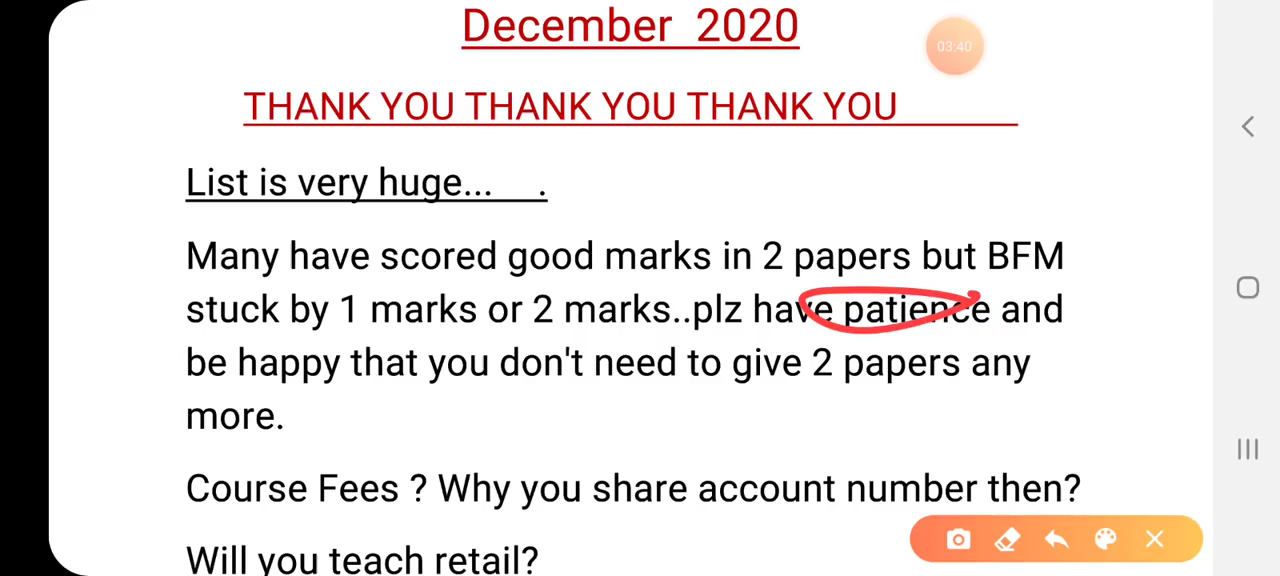 December 2020
03:40
THANK YOU THANK YOU THANK YOU
List is very huge... .
Many have scored good marks in 2 papers but BFM
stuck by 1 marks or 2 marks..plz have patience and
be happy that you don't need to give 2 papers any
more.
Course Fees ? Why you share account number then?
Will you teach retail?